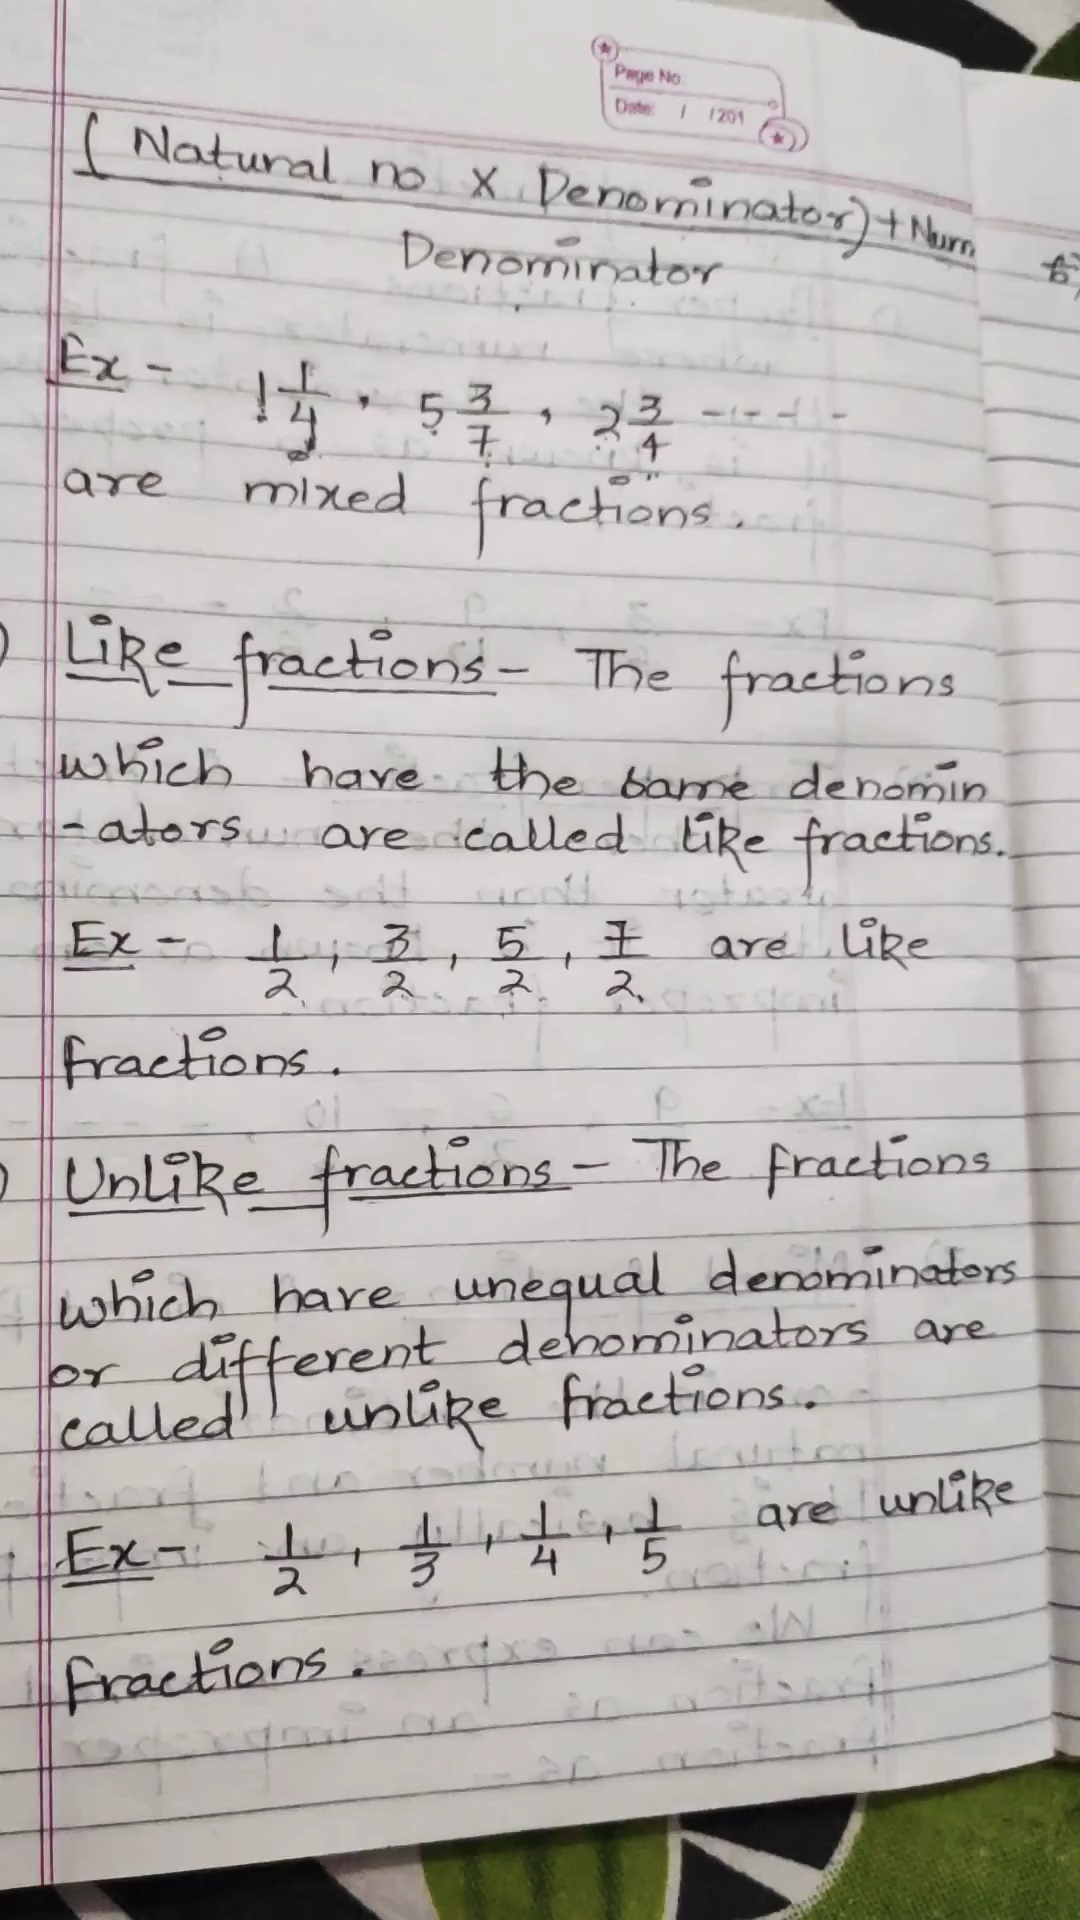 Page No
Date: / /201
(Natural no x Denominator) + Num
Denominator
Ex - 1 1/4, 5 3/7, 2 3/4 -----
are mixed fractions.
Like fractions - The fractions
which have the same denomin
-ators are called like fractions.
Ex - 1/2, 3/2, 5/2, 7/2 are like
fractions.
Unlike fractions - The fractions
which have unequal denominators
or different denominators are
called unlike fractions.
Ex - 1/2, 1/3, 1/4, 1/5 are unlike
fractions.